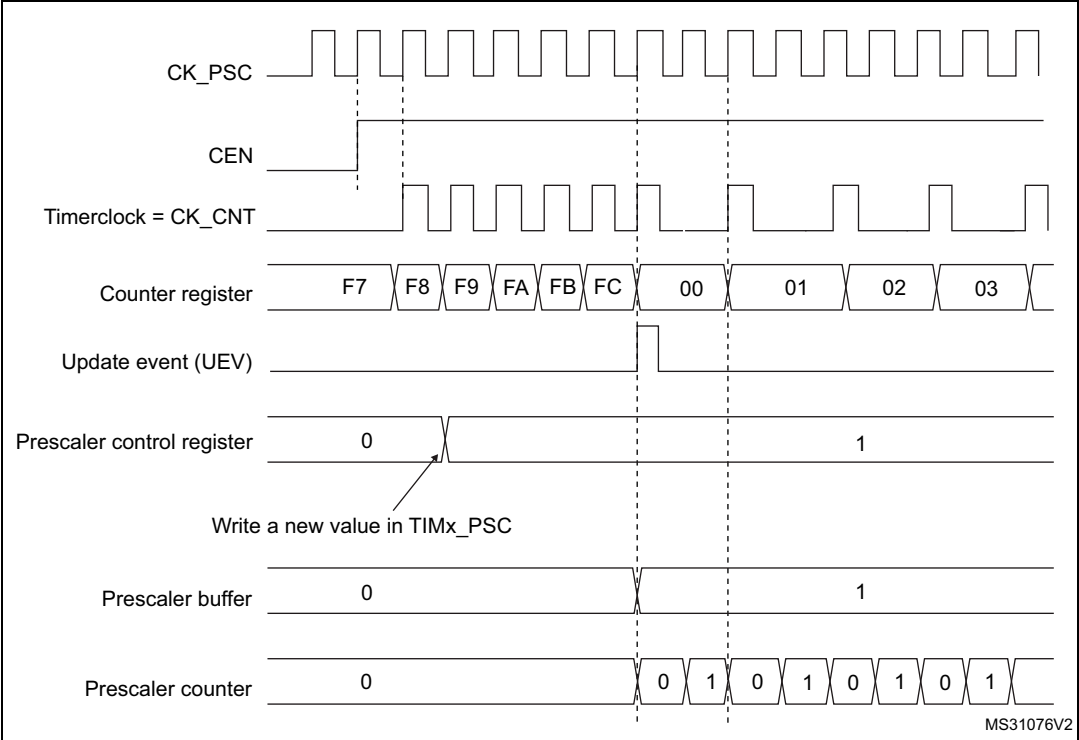 CK_PSC
CEN
Timerclock = CK_CNT
Counter register F7 F8 F9 FA FB FC 00 01 02 03
Update event (UEV)
Prescaler control register 0 1
Write a new value in TIMx_PSC
Prescaler buffer 0 1
Prescaler counter 0 0 1 0 1 0 1 0 1
MS31076V2